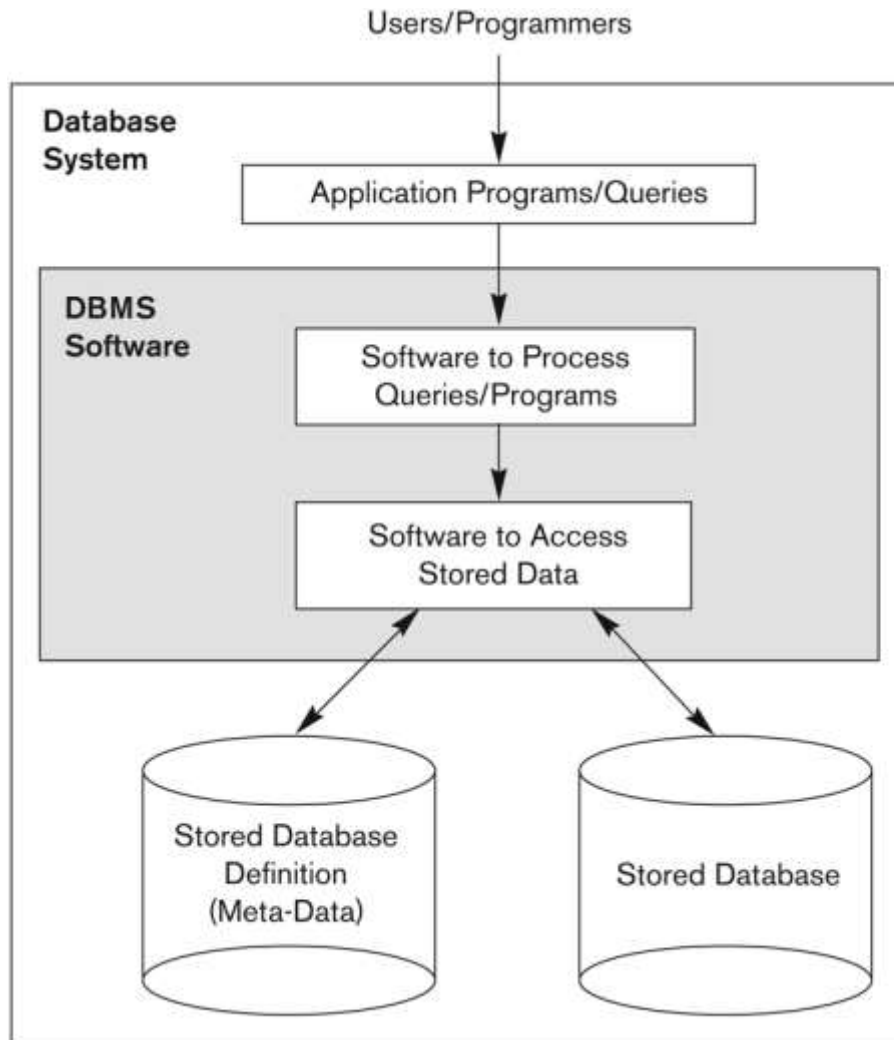 Users/Programmers
Database
System
Application Programs/Queries
DBMS
Software
Software to Process
Queries/Programs
Software to Access
Stored Data
Stored Database
Definition
(Meta-Data)
Stored Database